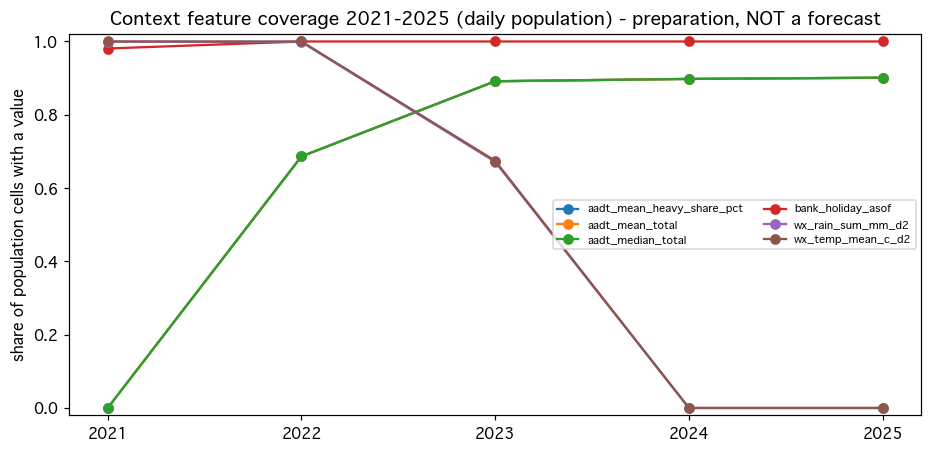 Context feature coverage 2021-2025 (daily population) - preparation, NOT a forecast
share of population cells with a value
1.0
0.8
0.6
0.4
0.2
0.0
aadt_mean_heavy_share_pct
aadt_mean_total
aadt_median_total
bank_holiday_asof
wx_rain_sum_mm_d2
wx_temp_mean_c_d2
2021 2022 2023 2024 2025